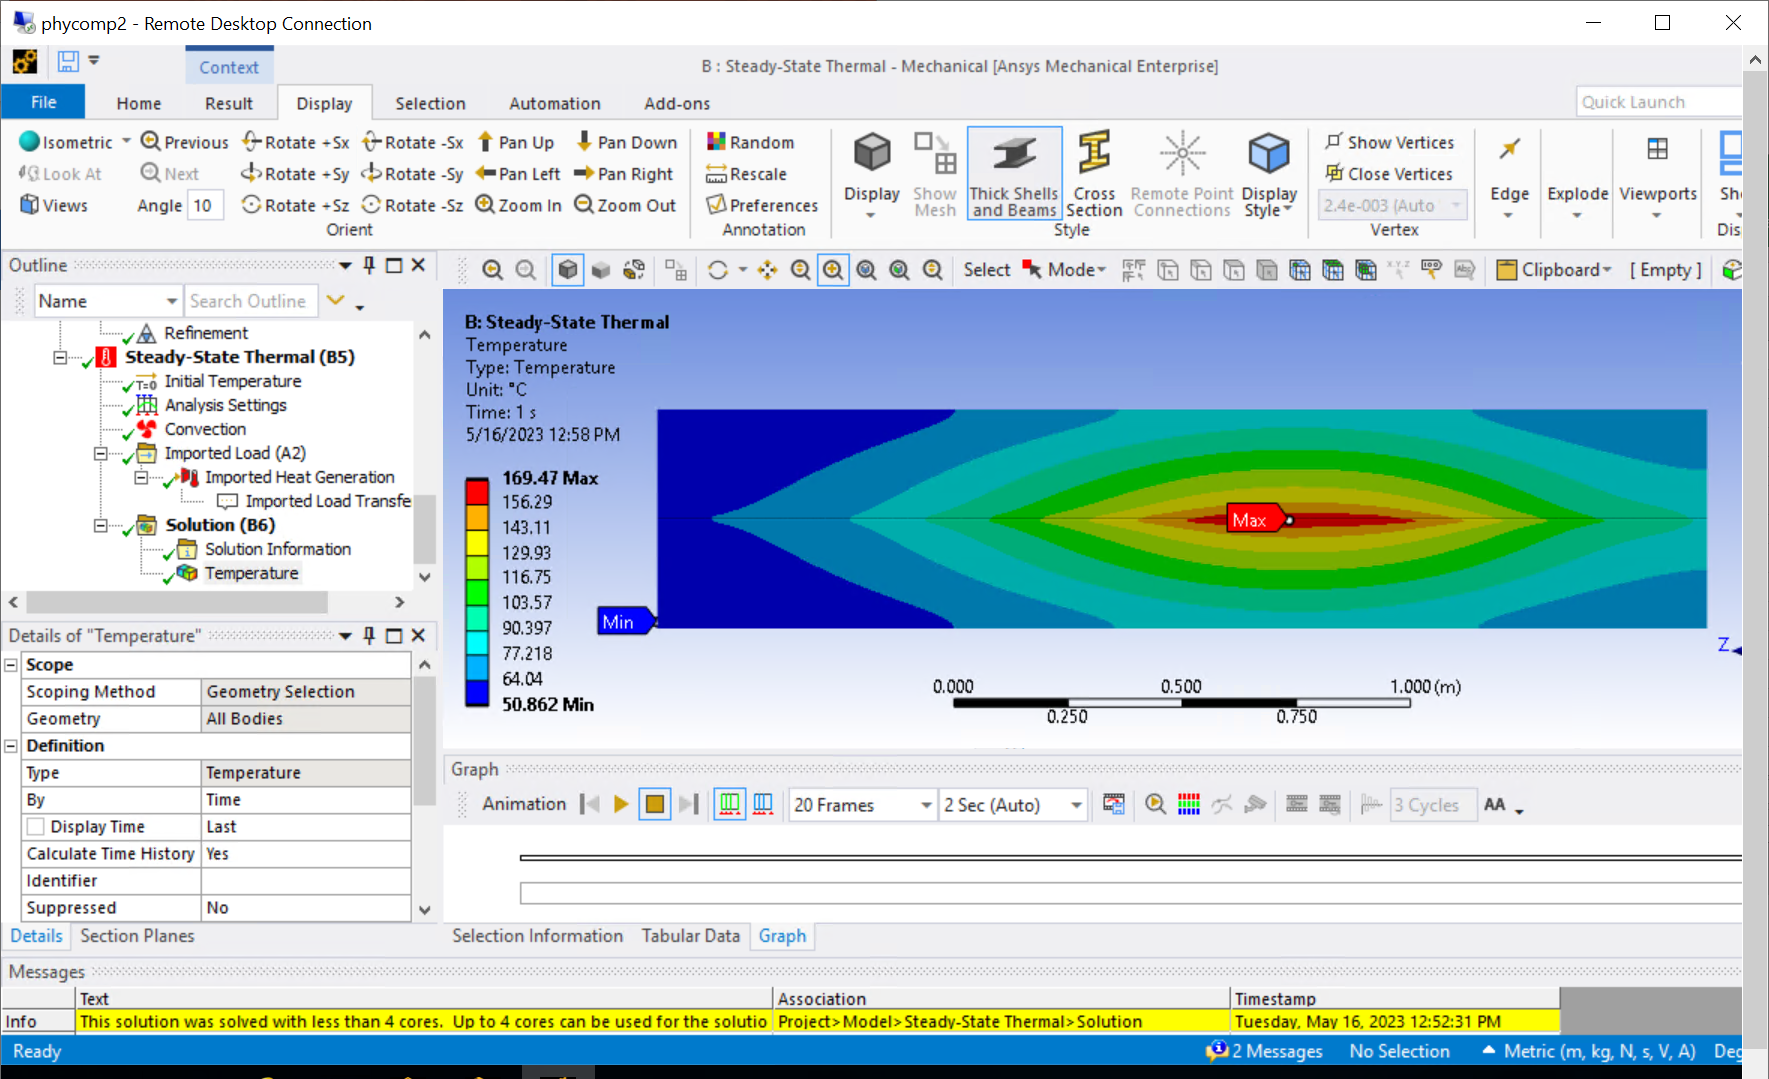 phycomp2 - Remote Desktop Connection
Context
B : Steady-State Thermal - Mechanical [Ansys Mechanical Enterprise]
File Home Result Display Selection Automation Add-ons Quick Launch
Isometric Previous Rotate +Sx Rotate -Sx Pan Up Pan Down
Look At Next Rotate +Sy Rotate -Sy Pan Left Pan Right
Views Angle 10 Rotate +Sz Rotate -Sz Zoom In Zoom Out
Orient
Random
Rescale
Preferences
Annotation
Display
Show Mesh
Thick Shells and Beams
Cross Section
Remote Point Connections
Display Style
Style
Show Vertices
Close Vertices
2.4e-003 (Auto
Vertex
Edge
Explode
Viewports
Sho
Dis
Outline
Select Mode Clipboard [ Empty ]
Name Search Outline
Refinement
Steady-State Thermal (B5)
T=0 Initial Temperature
Analysis Settings
Convection
Imported Load (A2)
Imported Heat Generation
Imported Load Transfe
Solution (B6)
Solution Information
Temperature
Details of "Temperature"
Scope
Scoping Method Geometry Selection
Geometry All Bodies
Definition
Type Temperature
By Time
Display Time Last
Calculate Time History Yes
Identifier
Suppressed No
Details Section Planes
B: Steady-State Thermal
Temperature
Type: Temperature
Unit: °C
Time: 1 s
5/16/2023 12:58 PM
169.47 Max
156.29
143.11
129.93
116.75
103.57
90.397
77.218
64.04
50.862 Min
Max
Min
Z
0.000 0.500 1.000 (m)
0.250 0.750
Graph
Animation 20 Frames 2 Sec (Auto) 3 Cycles AA
Selection Information Tabular Data Graph
Messages
Text Association Timestamp
Info This solution was solved with less than 4 cores. Up to 4 cores can be used for the solutio Project>Model>Steady-State Thermal>Solution Tuesday, May 16, 2023 12:52:31 PM
Ready 2 Messages No Selection Metric (m, kg, N, s, V, A) Deg